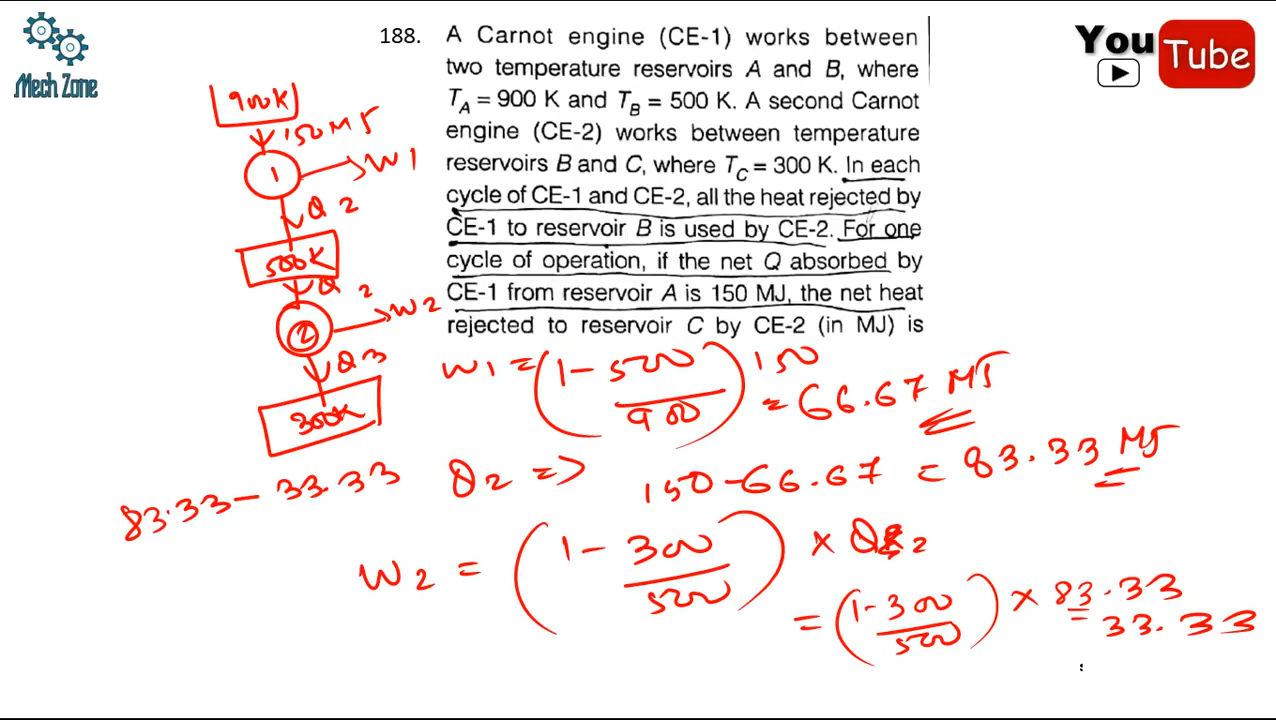 Mech Zone
You Tube
188. A Carnot engine (CE-1) works between
two temperature reservoirs A and B, where
T_A = 900 K and T_B = 500 K. A second Carnot
engine (CE-2) works between temperature
reservoirs B and C, where T_C = 300 K. In each
cycle of CE-1 and CE-2, all the heat rejected by
CE-1 to reservoir B is used by CE-2. For one
cycle of operation, if the net Q absorbed by
CE-1 from reservoir A is 150 MJ, the net heat
rejected to reservoir C by CE-2 (in MJ) is
900K
150 MJ
1
W1
Q2
500K
Q2
2
W2
Q3
300K
W1 = (1 - 500/900) 150 = 66.67 MJ
Q2 => 150 - 66.67 = 83.33 MJ
83.33 - 33.33
W2 = (1 - 300/500) × Q2
= (1 - 300/500) × 83.33
= 33.33